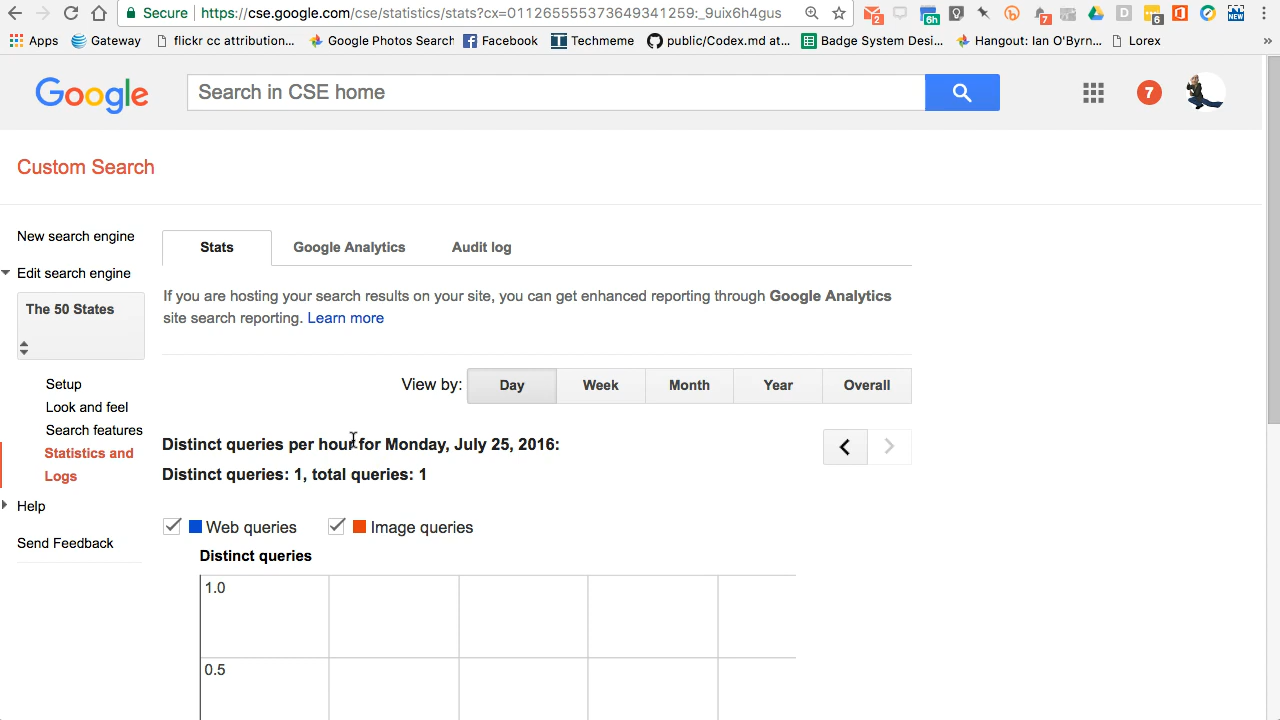 Secure https://cse.google.com/cse/statistics/stats?cx=011265555373649341259:_9uix6h4gus
2 6h 7 D 6 NEW
Apps Gateway flickr cc attribution... Google Photos Search Facebook Techmeme public/Codex.md at... Badge System Desi... Hangout: Ian O'Byrn... Lorex »
Google Search in CSE home 7
Custom Search
New search engine
Edit search engine
The 50 States
Setup
Look and feel
Search features
Statistics and
Logs
Help
Send Feedback
Stats Google Analytics Audit log
If you are hosting your search results on your site, you can get enhanced reporting through Google Analytics
site search reporting. Learn more
View by: Day Week Month Year Overall
Distinct queries per hour for Monday, July 25, 2016:
Distinct queries: 1, total queries: 1
Web queries Image queries
Distinct queries
1.0
0.5